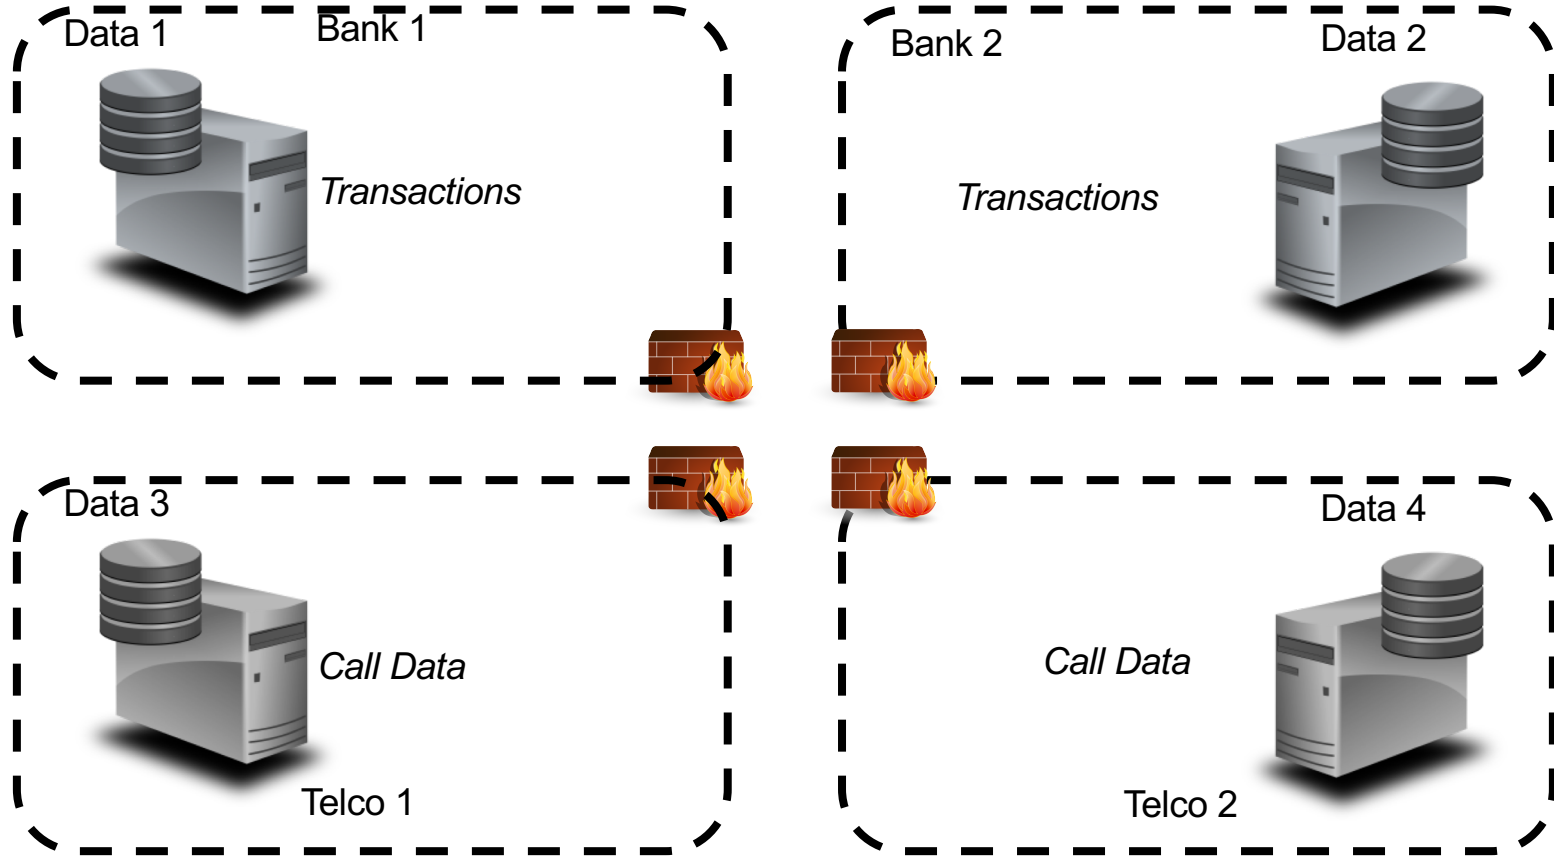 Data 1
Bank 1
Transactions
Bank 2
Data 2
Transactions
Data 3
Call Data
Telco 1
Data 4
Call Data
Telco 2